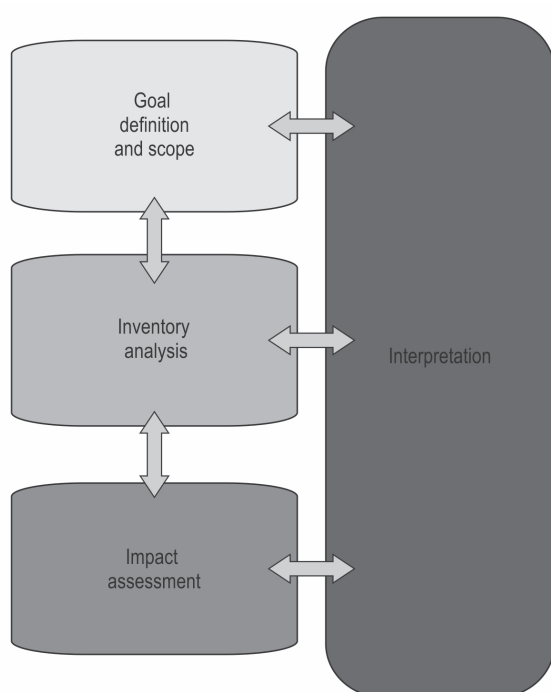 Goal
definition
and scope
Inventory
analysis
Interpretation
Impact
assessment